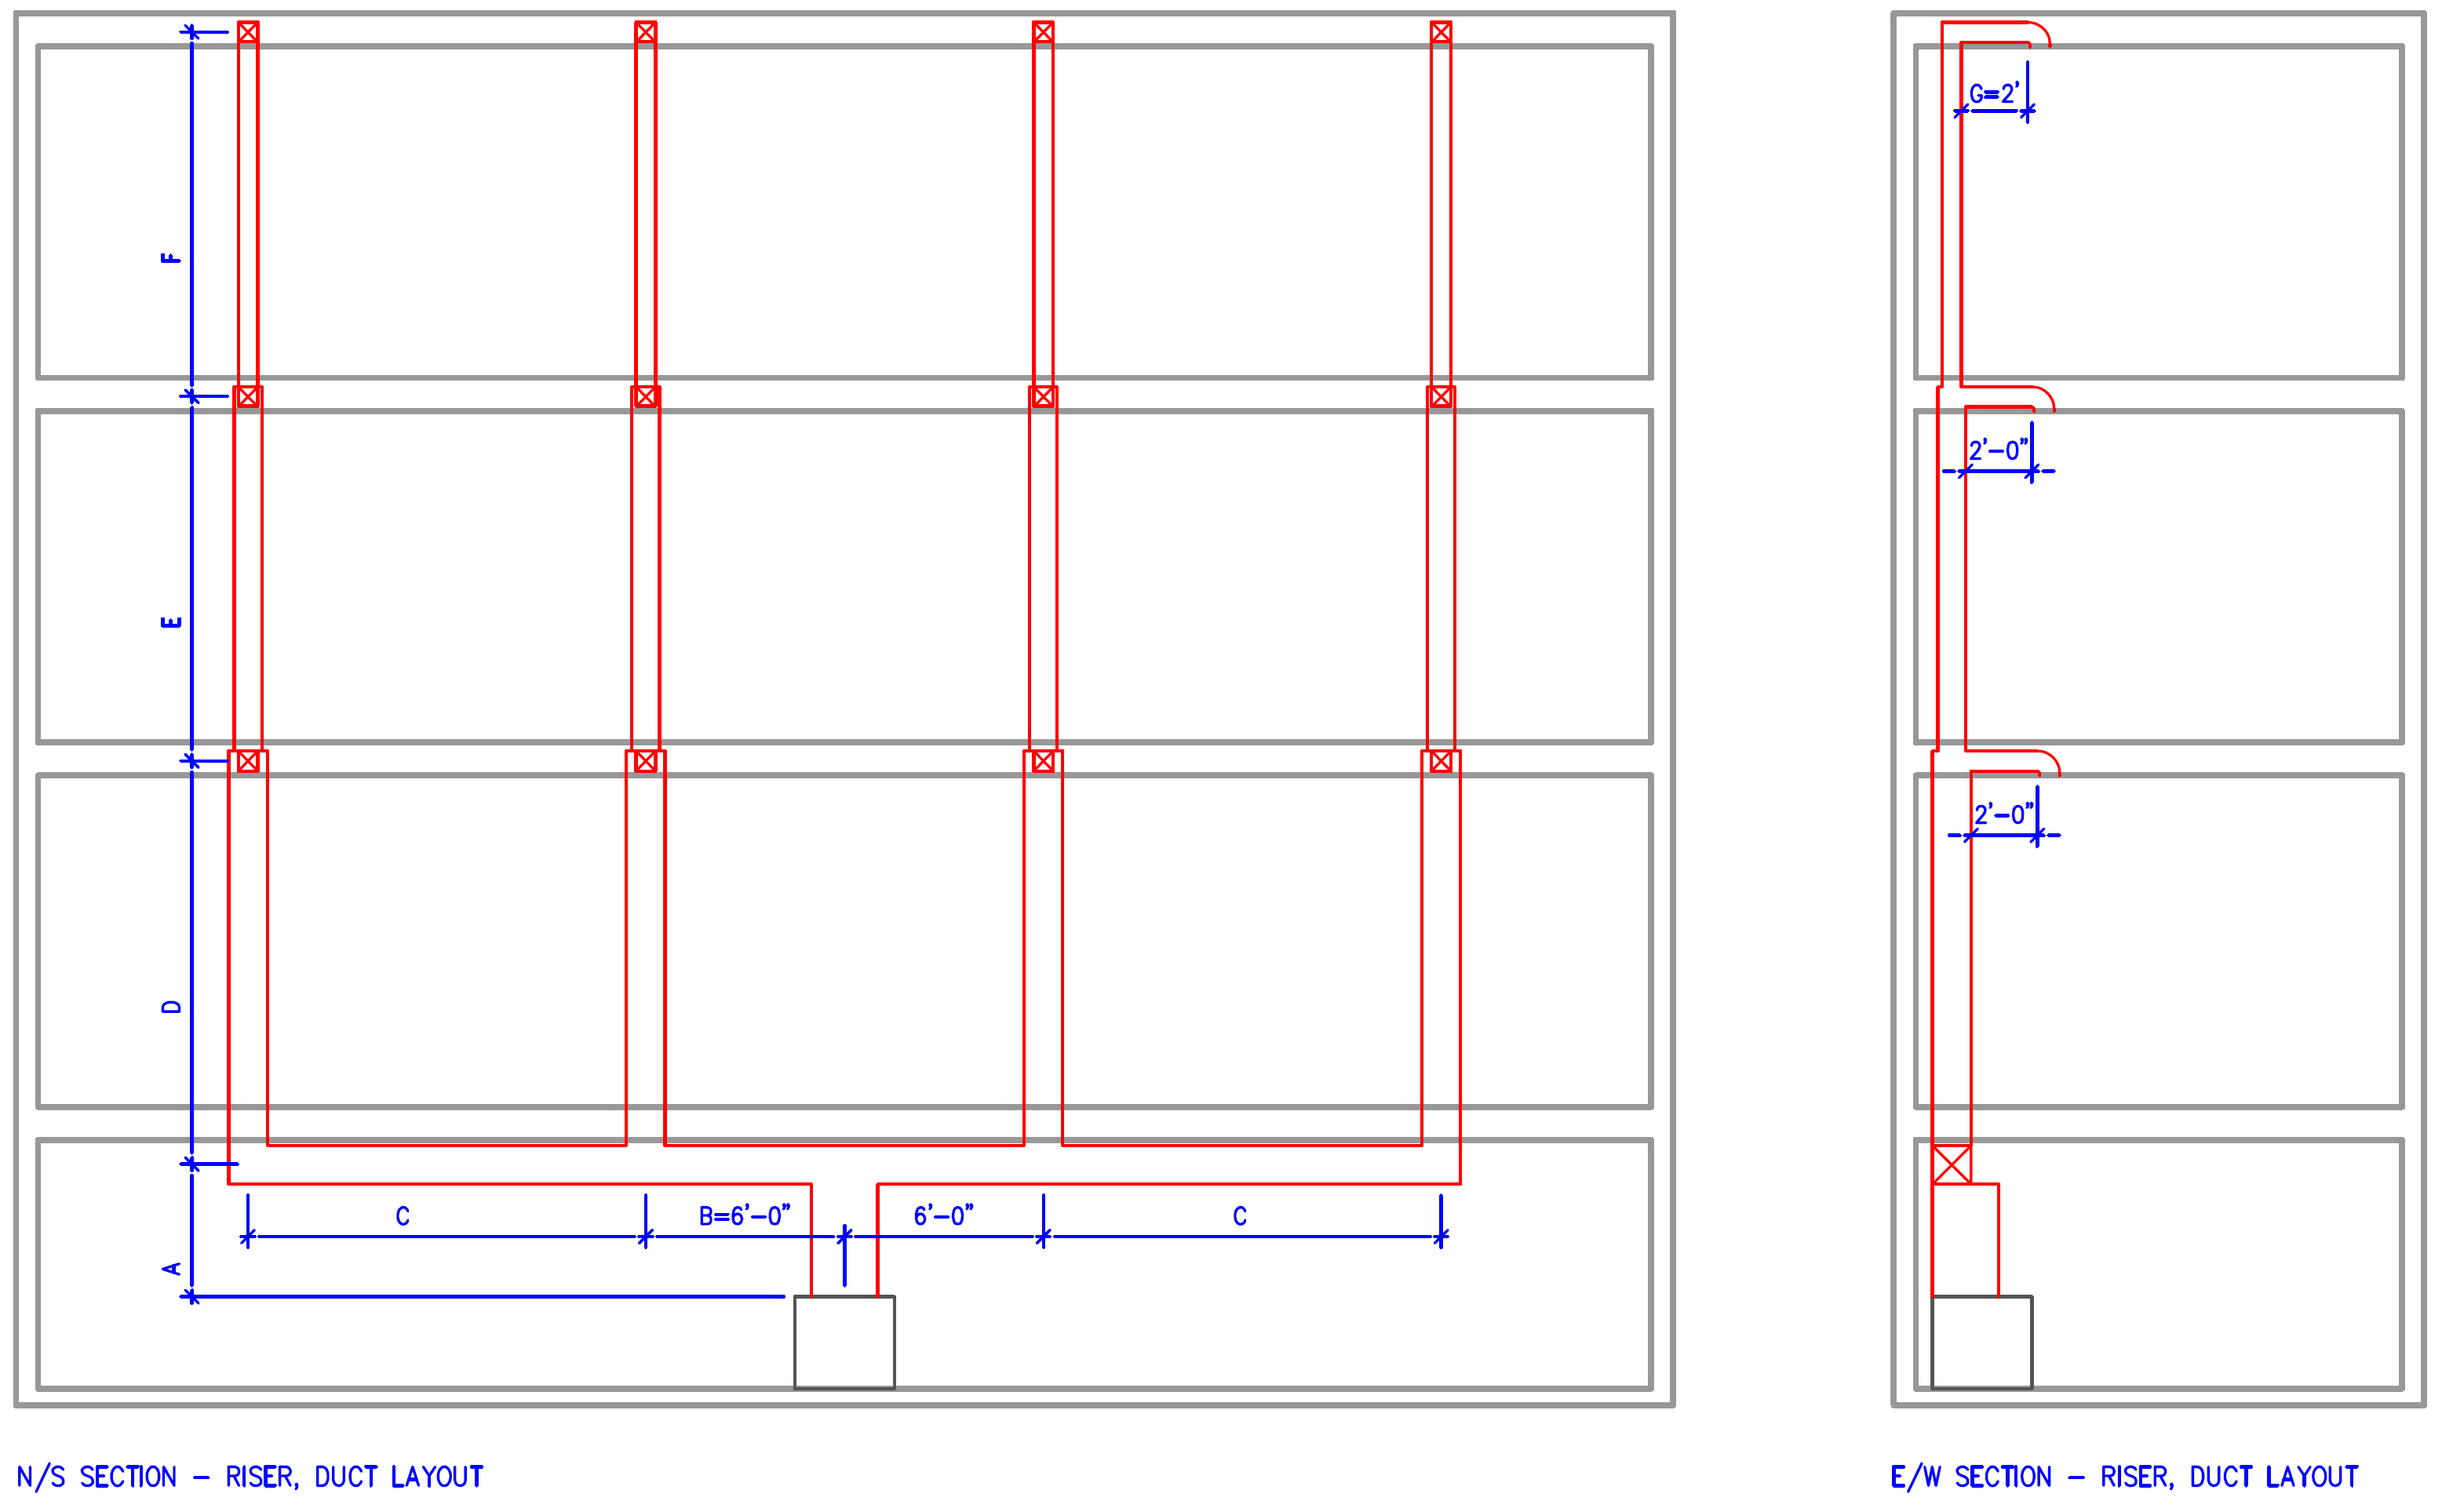 G=2'
F
2'-0"
E
2'-0"
D
C
B=6'-0"
6'-0"
C
A
N/S SECTION - RISER, DUCT LAYOUT
E/W SECTION - RISER, DUCT LAYOUT